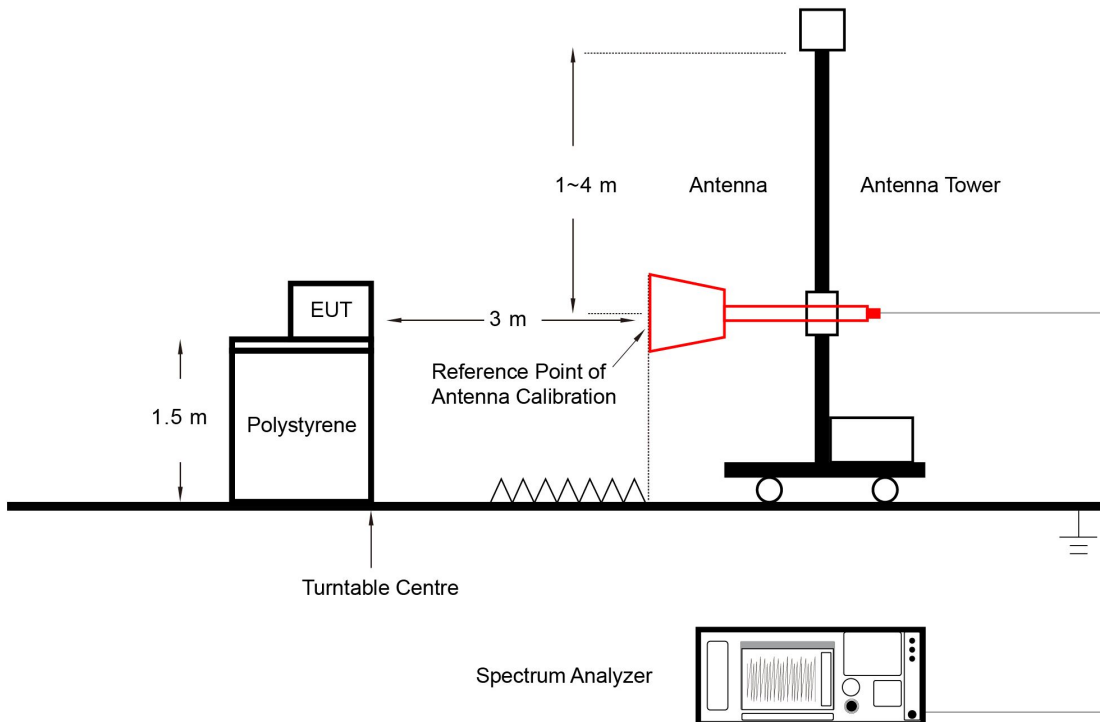 1~4 m
Antenna
Antenna Tower
EUT
3 m
Reference Point of
Antenna Calibration
1.5 m
Polystyrene
Turntable Centre
Spectrum Analyzer